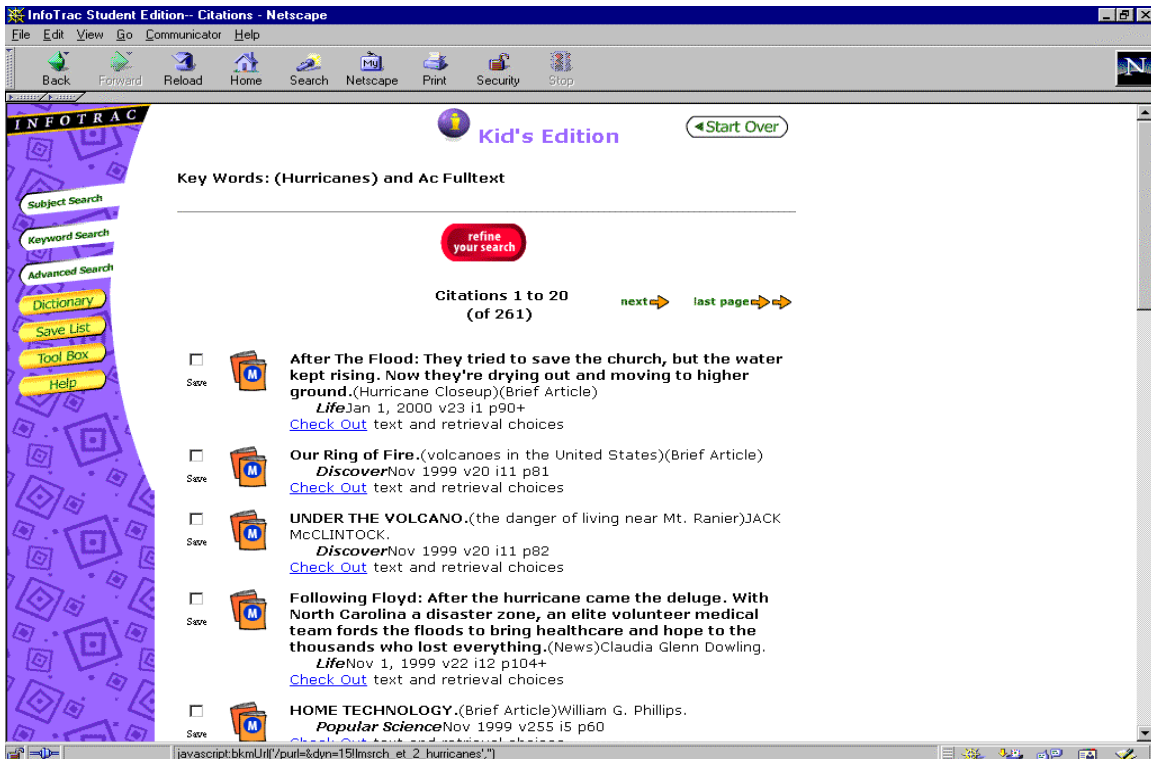 InfoTrac Student Edition-- Citations - Netscape
File Edit View Go Communicator Help
Back Forward Reload Home Search Netscape Print Security Stop
My
N
INFOTRAC
Kid's Edition
Start Over
Key Words: (Hurricanes) and Ac Fulltext
Subject Search
Keyword Search
Advanced Search
Dictionary
Save List
Tool Box
Help
refine
your search
Citations 1 to 20
(of 261)
next
last page
Save
M
After The Flood: They tried to save the church, but the water
kept rising. Now they're drying out and moving to higher
ground.(Hurricane Closeup)(Brief Article)
LifeJan 1, 2000 v23 i1 p90+
Check Out text and retrieval choices
Save
M
Our Ring of Fire.(volcanoes in the United States)(Brief Article)
DiscoverNov 1999 v20 i11 p81
Check Out text and retrieval choices
Save
M
UNDER THE VOLCANO.(the danger of living near Mt. Ranier)JACK
McCLINTOCK.
DiscoverNov 1999 v20 i11 p82
Check Out text and retrieval choices
Save
M
Following Floyd: After the hurricane came the deluge. With
North Carolina a disaster zone, an elite volunteer medical
team fords the floods to bring healthcare and hope to the
thousands who lost everything.(News)Claudia Glenn Dowling.
LifeNov 1, 1999 v22 i12 p104+
Check Out text and retrieval choices
Save
M
HOME TECHNOLOGY.(Brief Article)William G. Phillips.
Popular ScienceNov 1999 v255 i5 p60
Check Out text and retrieval choices
javascript:bkmUrl('/purl=&dyn=15!lmsrch_et_2_hurricanes','')